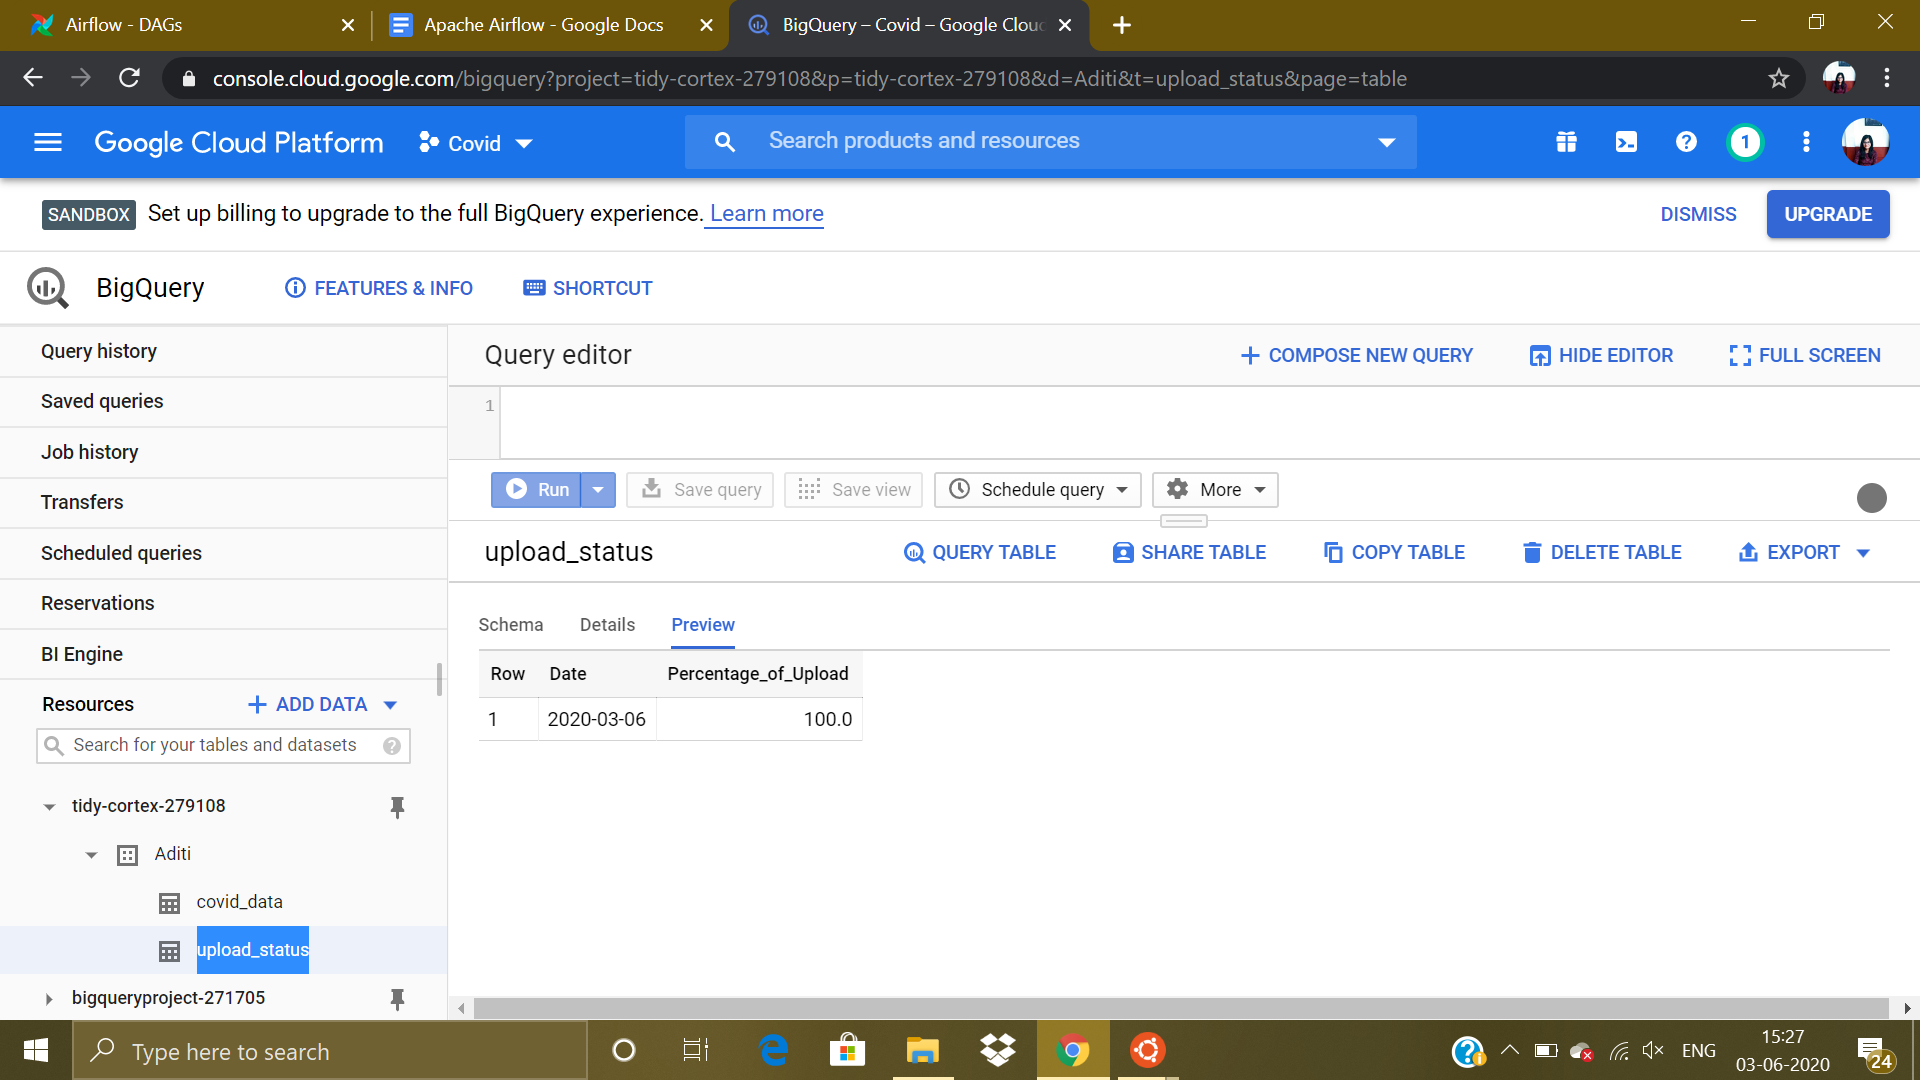 Airflow - DAGs
Apache Airflow - Google Docs
BigQuery – Covid – Google Clou
console.cloud.google.com/bigquery?project=tidy-cortex-279108&p=tidy-cortex-279108&d=Aditi&t=upload_status&page=table
Google Cloud Platform
Covid
Search products and resources
1
SANDBOX Set up billing to upgrade to the full BigQuery experience. Learn more
DISMISS
UPGRADE
BigQuery
FEATURES & INFO
SHORTCUT
Query history
Saved queries
Job history
Transfers
Scheduled queries
Reservations
BI Engine
Resources
ADD DATA
Search for your tables and datasets
tidy-cortex-279108
Aditi
covid_data
upload_status
bigqueryproject-271705
Query editor
COMPOSE NEW QUERY
HIDE EDITOR
FULL SCREEN
1
Run
Save query
Save view
Schedule query
More
upload_status
QUERY TABLE
SHARE TABLE
COPY TABLE
DELETE TABLE
EXPORT
Schema Details Preview
Row Date Percentage_of_Upload
1 2020-03-06 100.0
Type here to search
ENG
15:27
03-06-2020
24